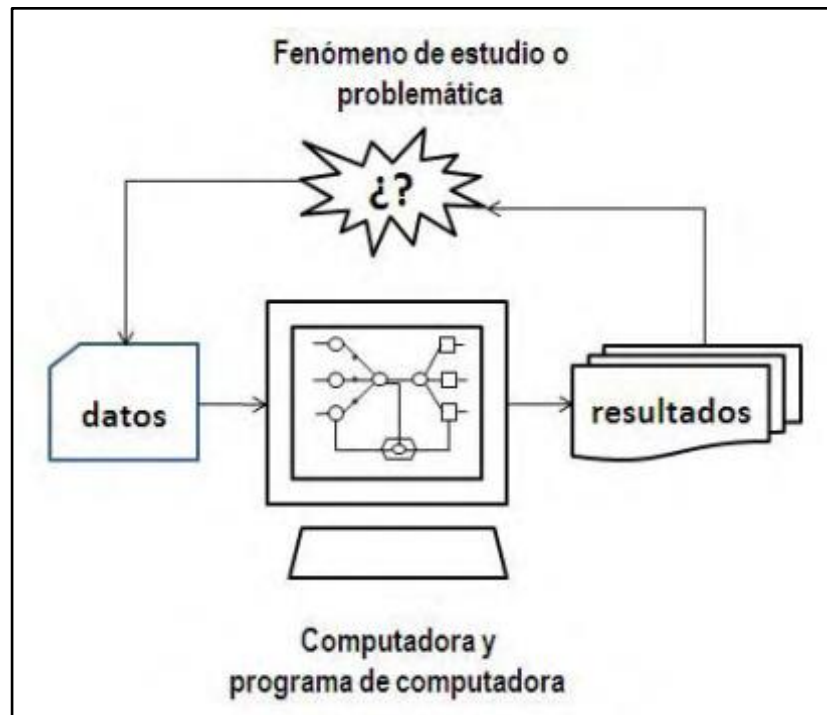 Fenómeno de estudio o
problemática
¿?
datos
resultados
Computadora y
programa de computadora